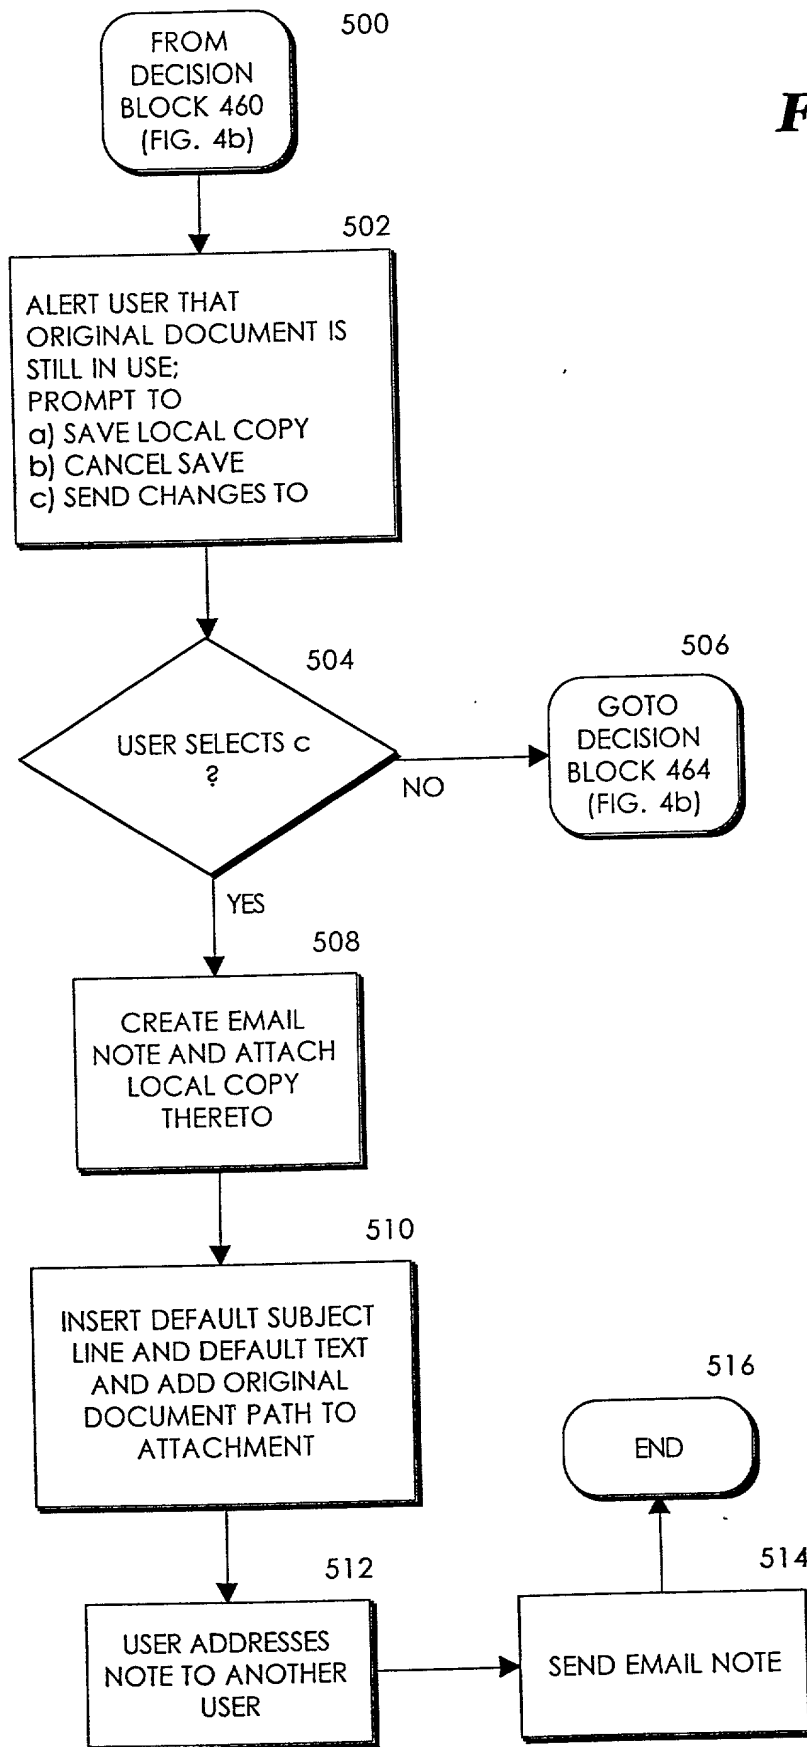 500
FROM
DECISION
BLOCK 460
(FIG. 4b)
F
502
ALERT USER THAT
ORIGINAL DOCUMENT IS
STILL IN USE;
PROMPT TO
a) SAVE LOCAL COPY
b) CANCEL SAVE
c) SEND CHANGES TO
504
USER SELECTS c
?
NO
506
GOTO
DECISION
BLOCK 464
(FIG. 4b)
YES
508
CREATE EMAIL
NOTE AND ATTACH
LOCAL COPY
THERETO
510
INSERT DEFAULT SUBJECT
LINE AND DEFAULT TEXT
AND ADD ORIGINAL
DOCUMENT PATH TO
ATTACHMENT
512
USER ADDRESSES
NOTE TO ANOTHER
USER
514
SEND EMAIL NOTE
516
END